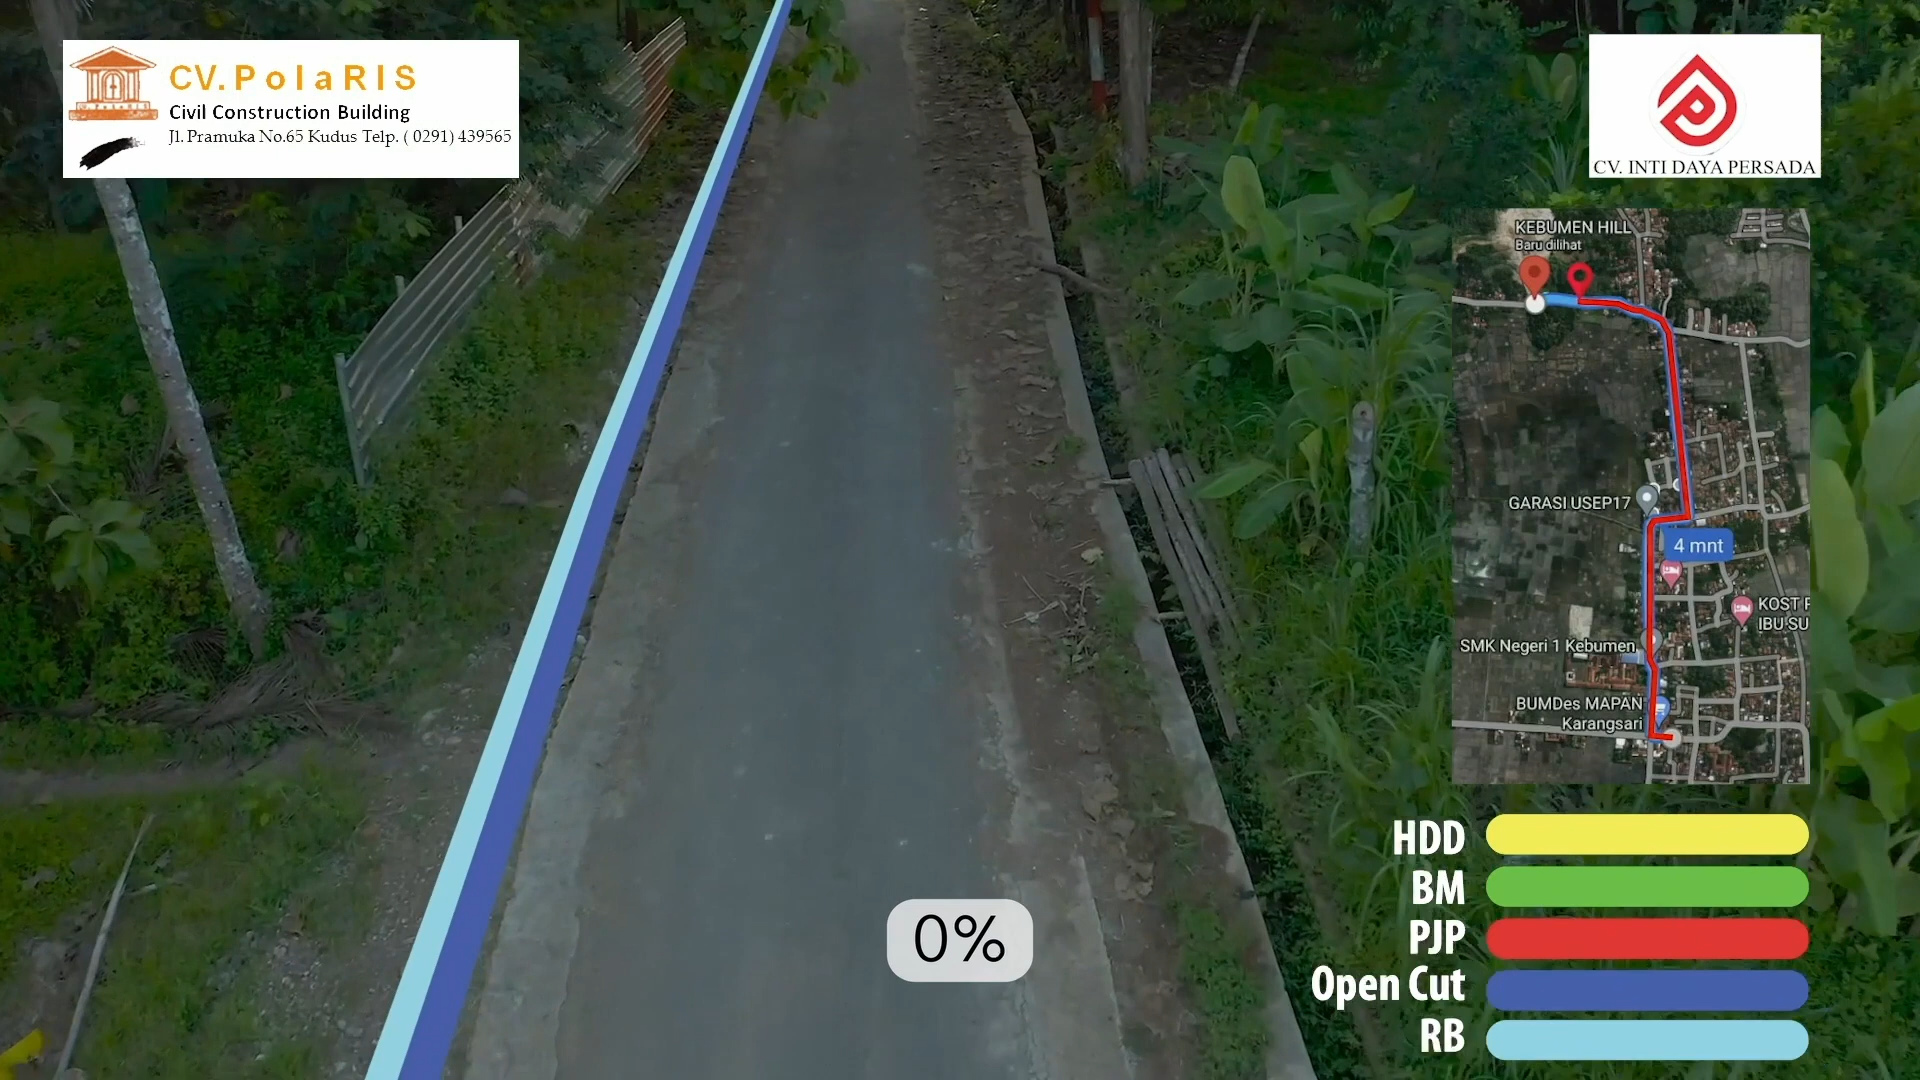 CV. PolaRIS
Civil Construction Building
Jl. Pramuka No.65 Kudus Telp. ( 0291) 439565
CV. INTI DAYA PERSADA
KEBUMEN HILL
Baru dilihat
GARASI USEP17
4 mnt
KOST P
IBU SU
SMK Negeri 1 Kebumen
BUMDes MAPAN
Karangsari
HDD
BM
PJP
Open Cut
RB
0%